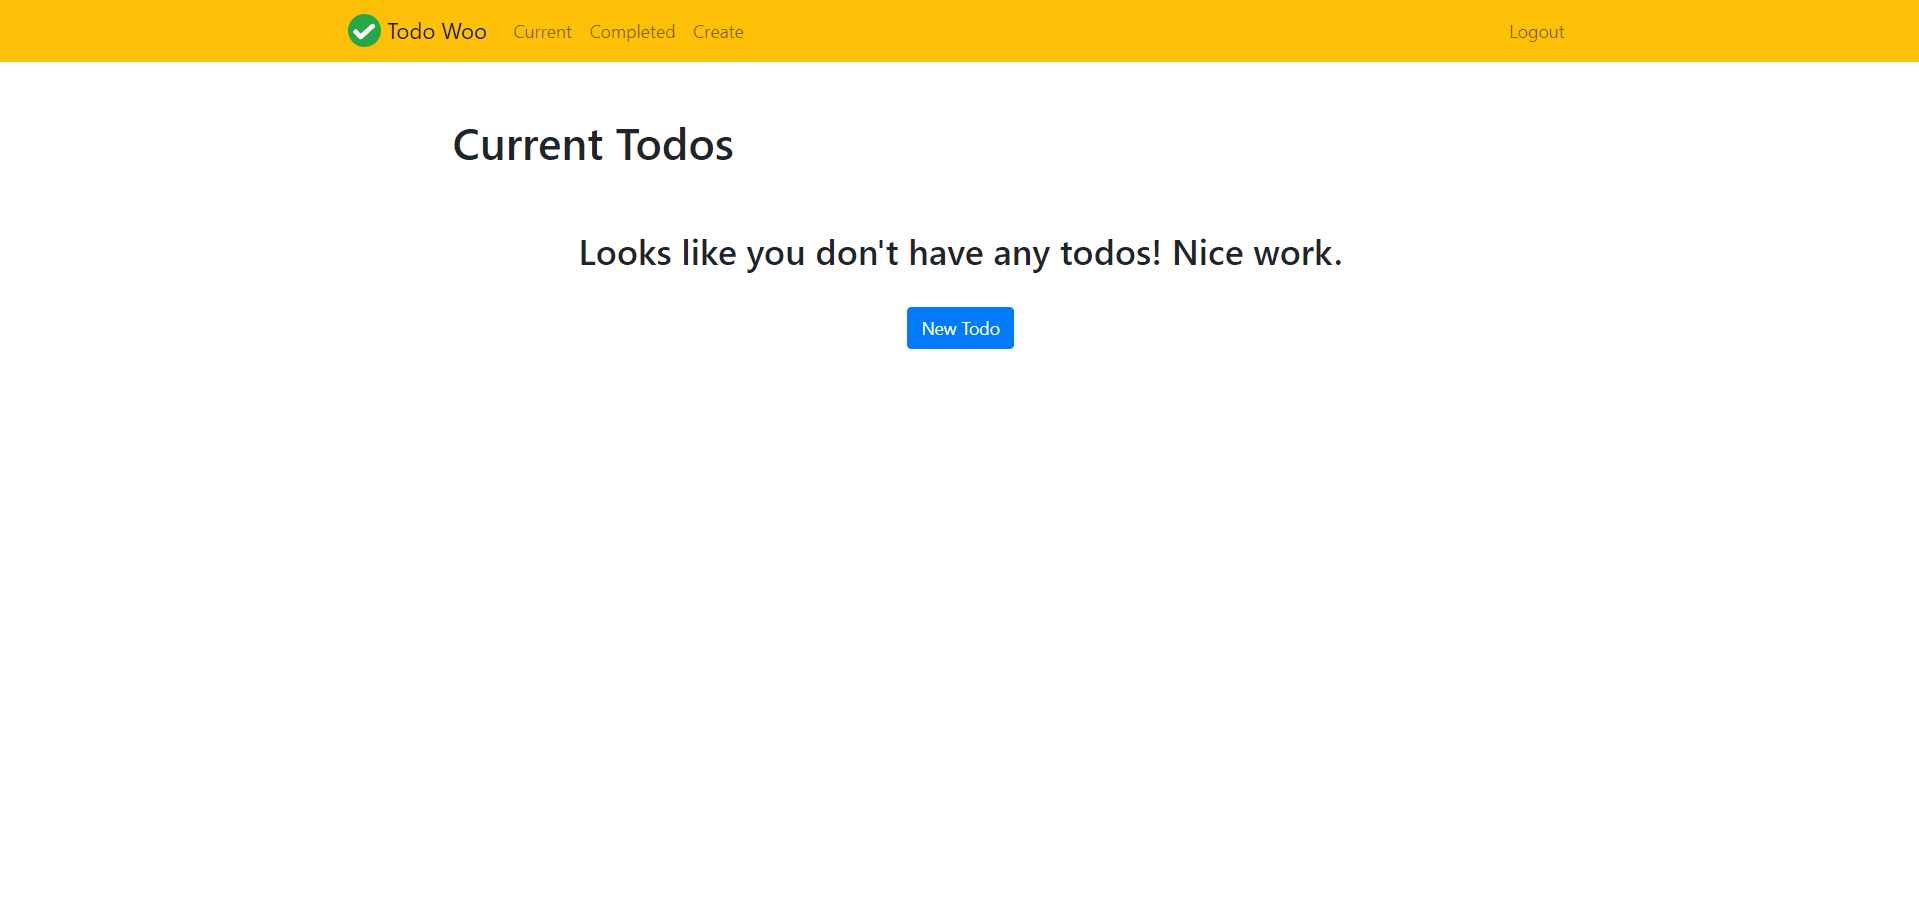 Todo Woo Current Completed Create Logout
Current Todos
Looks like you don't have any todos! Nice work.
New Todo